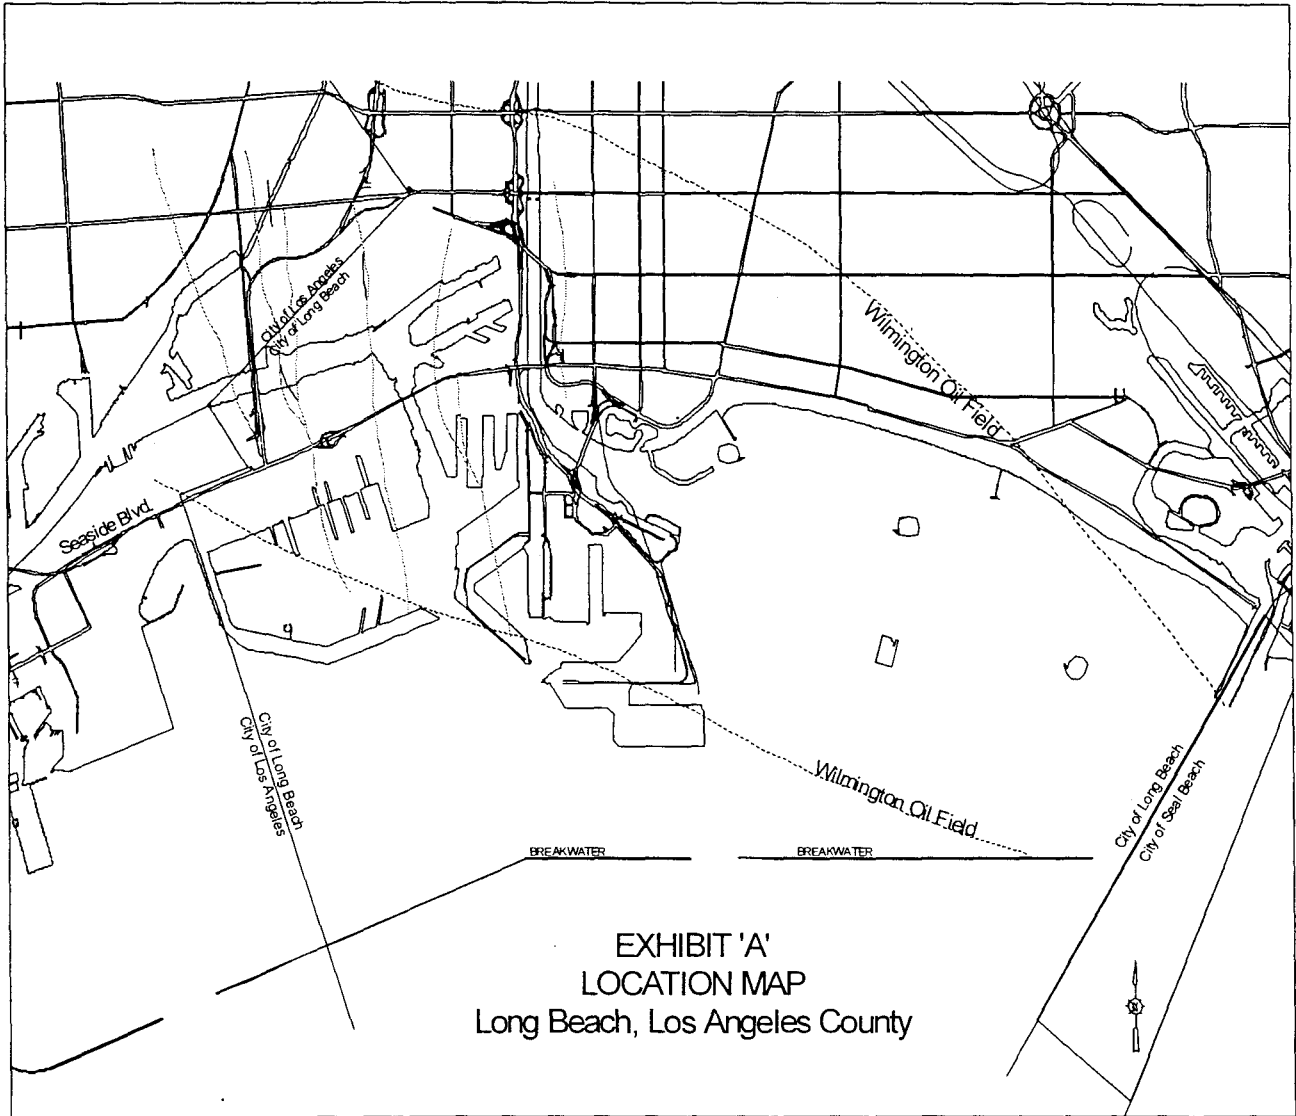 City of Los Angeles
City of Long Beach
Wilmington Oil Field
Seaside Blvd.
City of Long Beach
City of Los Angeles
Wilmington Oil Field
City of Long Beach
City of Seal Beach
BREAKWATER
BREAKWATER
EXHIBIT 'A'
LOCATION MAP
Long Beach, Los Angeles County